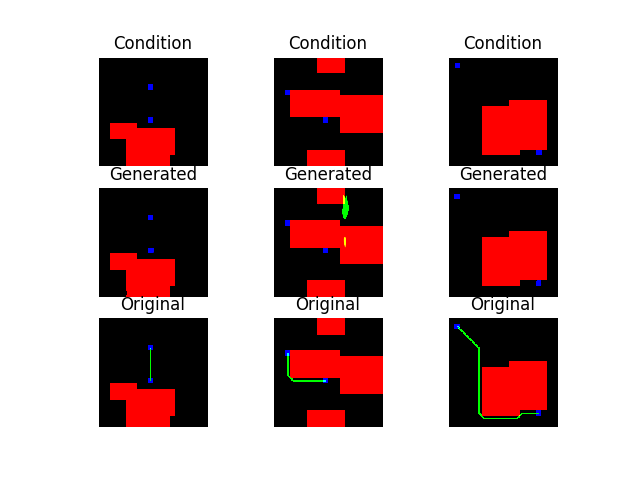 Condition Condition Condition
Generated Generated Generated
Original Original Original